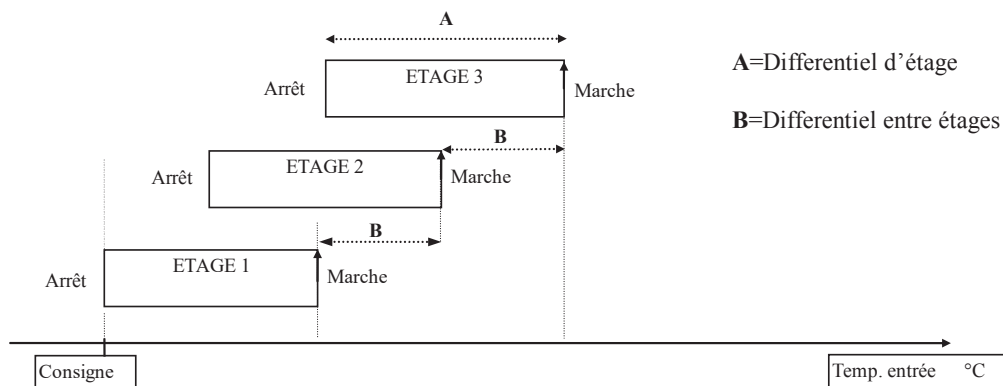 A
ETAGE 3
Arrêt
Marche
A=Differentiel d'étage
B=Differentiel entre étages
B
ETAGE 2
Arrêt
Marche
B
ETAGE 1
Arrêt
Marche
Consigne
Temp. entrée °C